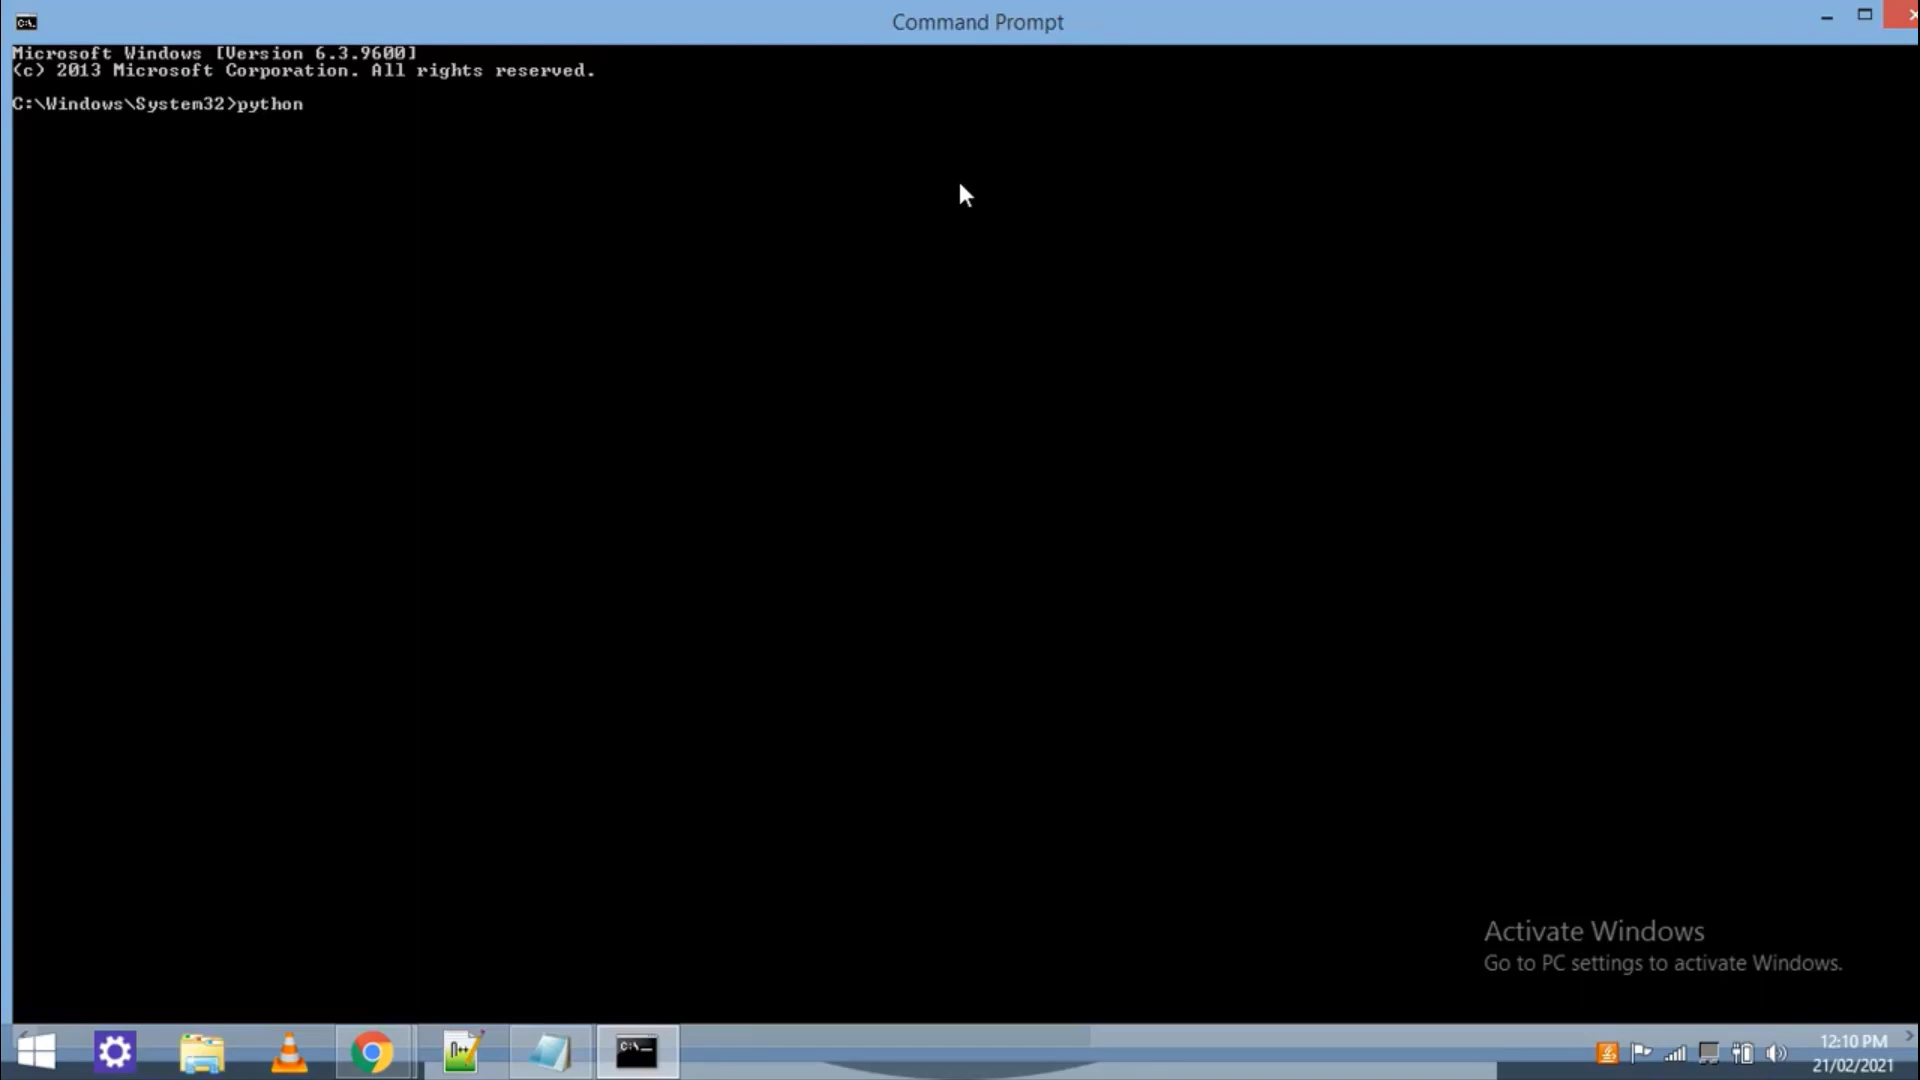 Command Prompt
Microsoft Windows [Version 6.3.9600]
(c) 2013 Microsoft Corporation. All rights reserved.
C:\Windows\System32>python
Activate Windows
Go to PC settings to activate Windows.
12:10 PM
21/02/2021